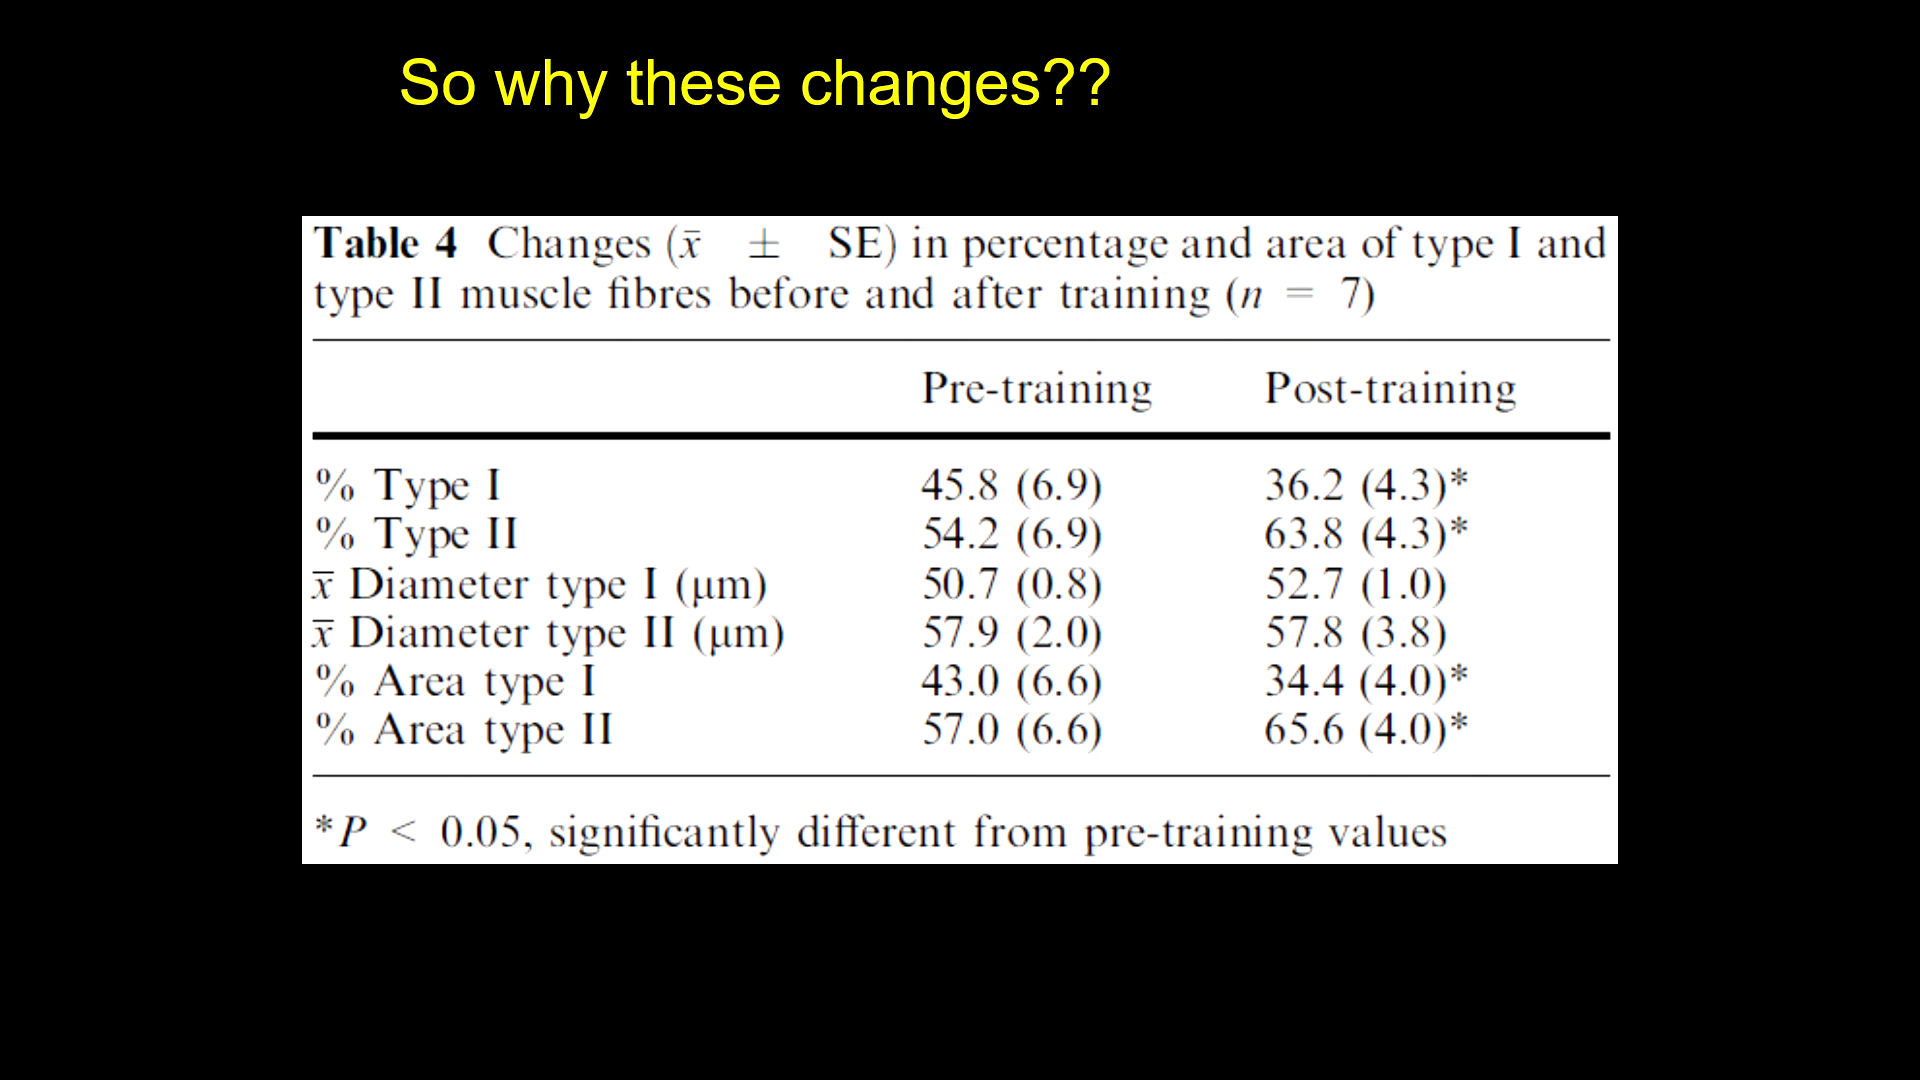 So why these changes??
Table 4 Changes (x̄ ± SE) in percentage and area of type I and
type II muscle fibres before and after training (n = 7)
Pre-training Post-training
% Type I 45.8 (6.9) 36.2 (4.3)*
% Type II 54.2 (6.9) 63.8 (4.3)*
x̄ Diameter type I (μm) 50.7 (0.8) 52.7 (1.0)
x̄ Diameter type II (μm) 57.9 (2.0) 57.8 (3.8)
% Area type I 43.0 (6.6) 34.4 (4.0)*
% Area type II 57.0 (6.6) 65.6 (4.0)*
*P < 0.05, significantly different from pre-training values